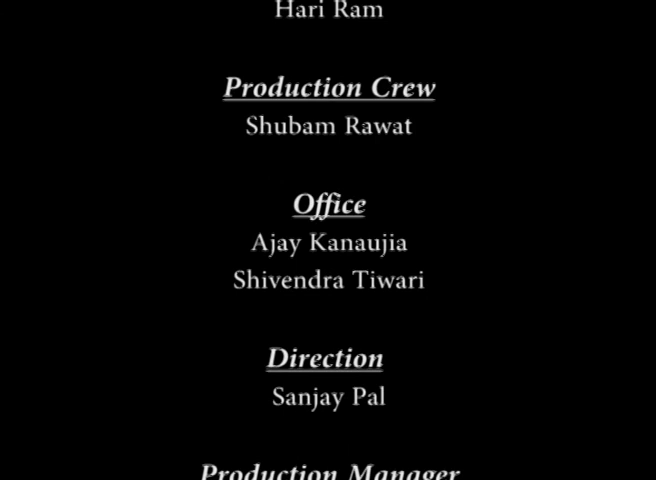 Hari Ram
Production Crew
Shubam Rawat
Office
Ajay Kanaujia
Shivendra Tiwari
Direction
Sanjay Pal
Production Manager